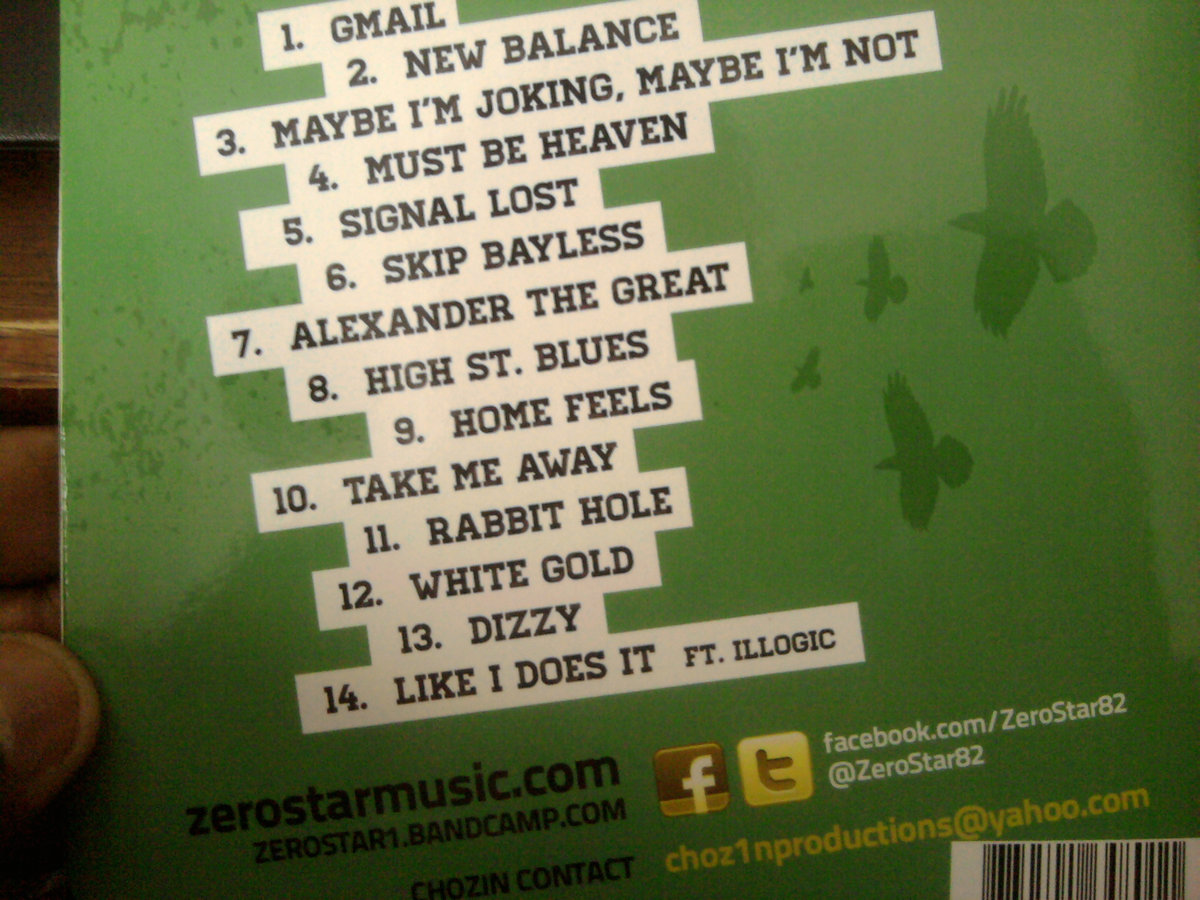 1. GMAIL
2. NEW BALANCE
3. MAYBE I'M JOKING, MAYBE I'M NOT
4. MUST BE HEAVEN
5. SIGNAL LOST
6. SKIP BAYLESS
7. ALEXANDER THE GREAT
8. HIGH ST. BLUES
9. HOME FEELS
10. TAKE ME AWAY
11. RABBIT HOLE
12. WHITE GOLD
13. DIZZY
14. LIKE I DOES IT FT. ILLOGIC
zerostarmusic.com
ZEROSTAR1.BANDCAMP.COM
f t facebook.com/ZeroStar82
@ZeroStar82
CHOZIN CONTACT choz1nproductions@yahoo.com